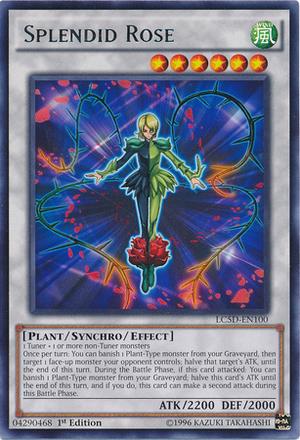 SPLENDID ROSE
WIND
風
LC5D-EN100
[PLANT/SYNCHRO/EFFECT]
1 Tuner + 1 or more non-Tuner monsters
Once per turn: You can banish 1 Plant-Type monster from your Graveyard, then
target 1 face-up monster your opponent controls; halve that target's ATK, until
the end of this turn. During the Battle Phase, if this card attacked: You can
banish 1 Plant-Type monster from your Graveyard; halve this card's ATK until
the end of this turn, and if you do, this card can make a second attack during
this Battle Phase.
ATK/2200 DEF/2000
04290468 1st Edition ©1996 KAZUKI TAKAHASHI